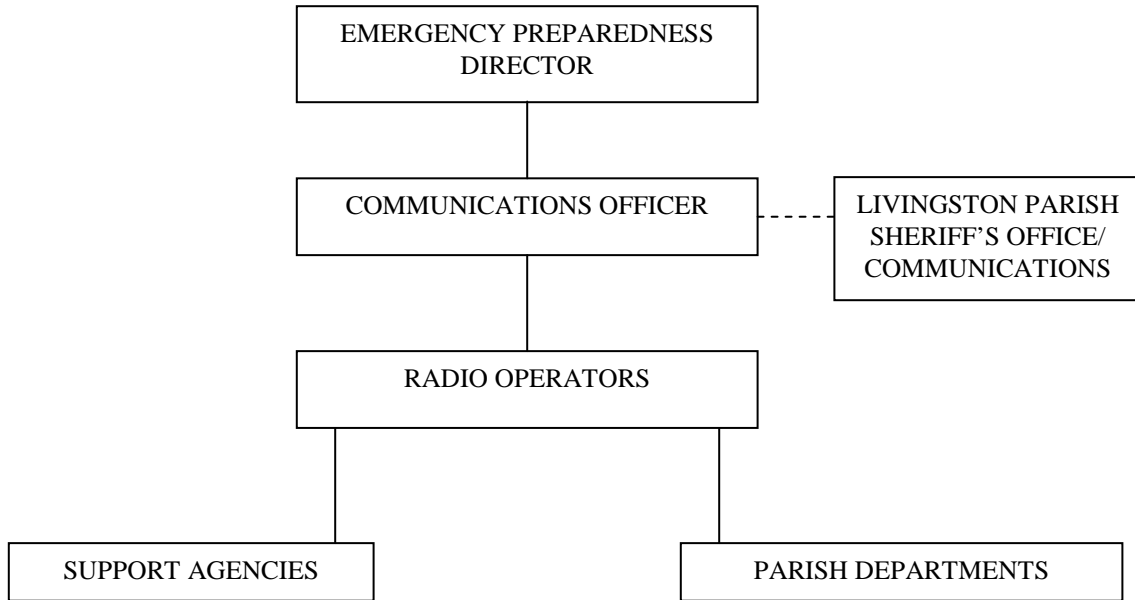 EMERGENCY PREPAREDNESS
DIRECTOR
COMMUNICATIONS OFFICER
LIVINGSTON PARISH
SHERIFF’S OFFICE/
COMMUNICATIONS
RADIO OPERATORS
SUPPORT AGENCIES
PARISH DEPARTMENTS